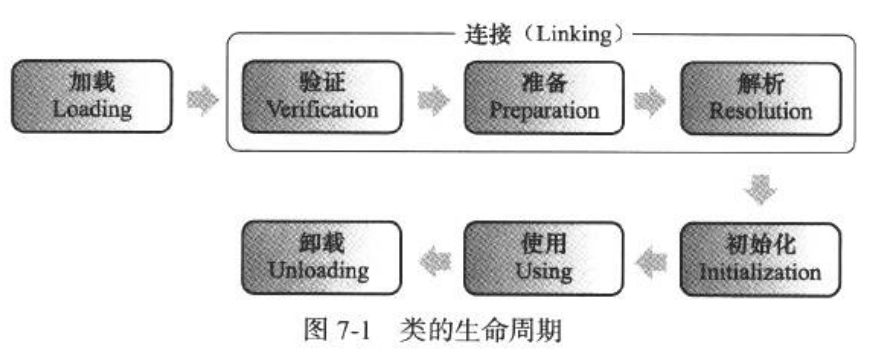 连接（Linking）
加载
Loading
验证
Verification
准备
Preparation
解析
Resolution
初始化
Initialization
使用
Using
卸载
Unloading
图 7-1 类的生命周期